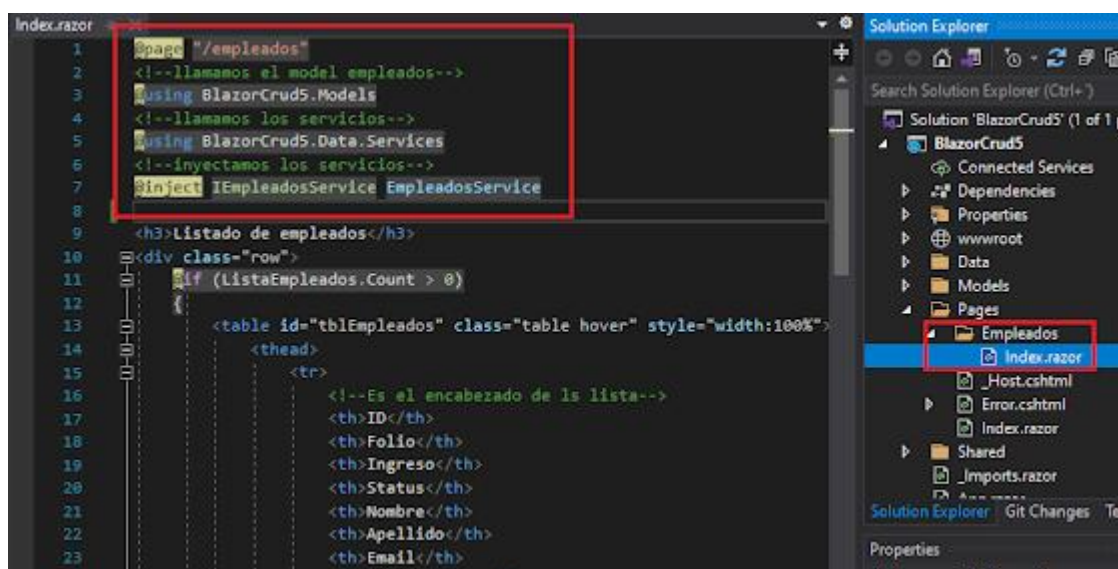 Index.razor
1 @page "/empleados"
2 <!--llamamos el model empleados-->
3 @using BlazorCrud5.Models
4 <!--llamamos los servicios-->
5 @using BlazorCrud5.Data.Services
6 <!--inyectamos los servicios-->
7 @inject IEmpleadosService EmpleadosService
8
9 <h3>Listado de empleados</h3>
10 <div class="row">
11 @if (ListaEmpleados.Count > 0)
12 {
13 <table id="tblEmpleados" class="table hover" style="width:100%">
14 <thead>
15 <tr>
16 <!--Es el encabezado de ls lista-->
17 <th>ID</th>
18 <th>Folio</th>
19 <th>Ingreso</th>
20 <th>Status</th>
21 <th>Nombre</th>
22 <th>Apellido</th>
23 <th>Email</th>
Solution Explorer
Search Solution Explorer (Ctrl+ )
Solution 'BlazorCrud5' (1 of 1 p
BlazorCrud5
Connected Services
Dependencies
Properties
wwwroot
Data
Models
Pages
Empleados
Index.razor
_Host.cshtml
Error.cshtml
Index.razor
Shared
_Imports.razor
Solution Explorer Git Changes Te
Properties